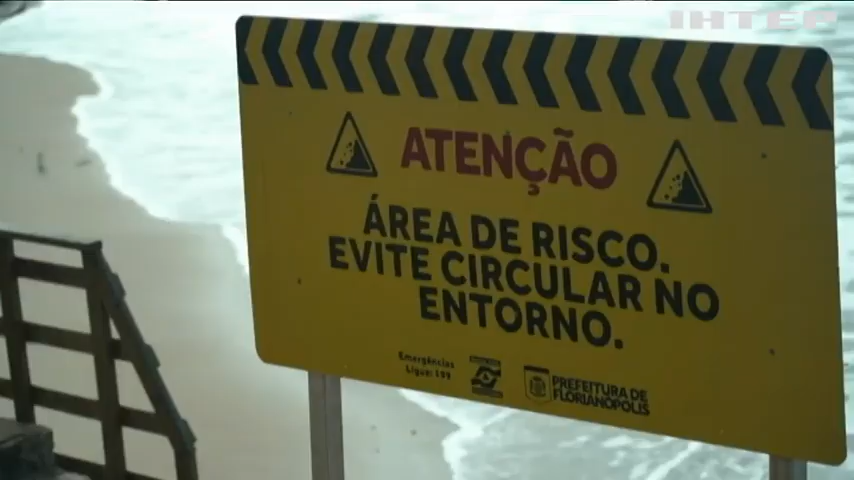 ІНТЕР
ATENÇÃO
ÁREA DE RISCO.
EVITE CIRCULAR NO
ENTORNO.
Emergências
Ligue: 199
PREFEITURA DE
FLORIANÓPOLIS